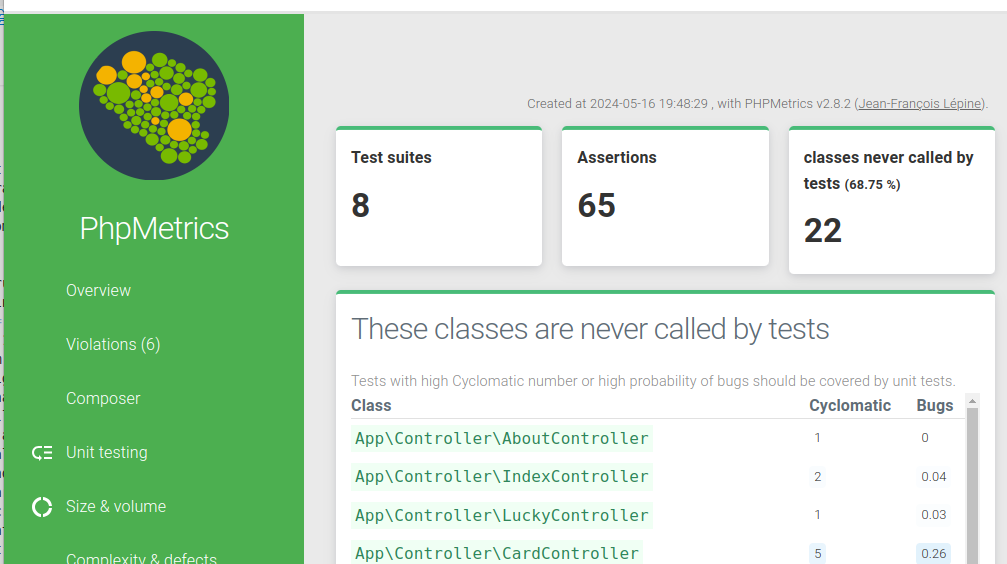 Created at 2024-05-16 19:48:29 , with PHPMetrics v2.8.2 (Jean-François Lépine).
PhpMetrics
Overview
Violations (6)
Composer
Unit testing
Size & volume
Complexity & defects
Test suites
8
Assertions
65
classes never called by
tests (68.75 %)
22
These classes are never called by tests
Tests with high Cyclomatic number or high probability of bugs should be covered by unit tests.
Class Cyclomatic Bugs
App\Controller\AboutController 1 0
App\Controller\IndexController 2 0.04
App\Controller\LuckyController 1 0.03
App\Controller\CardController 5 0.26